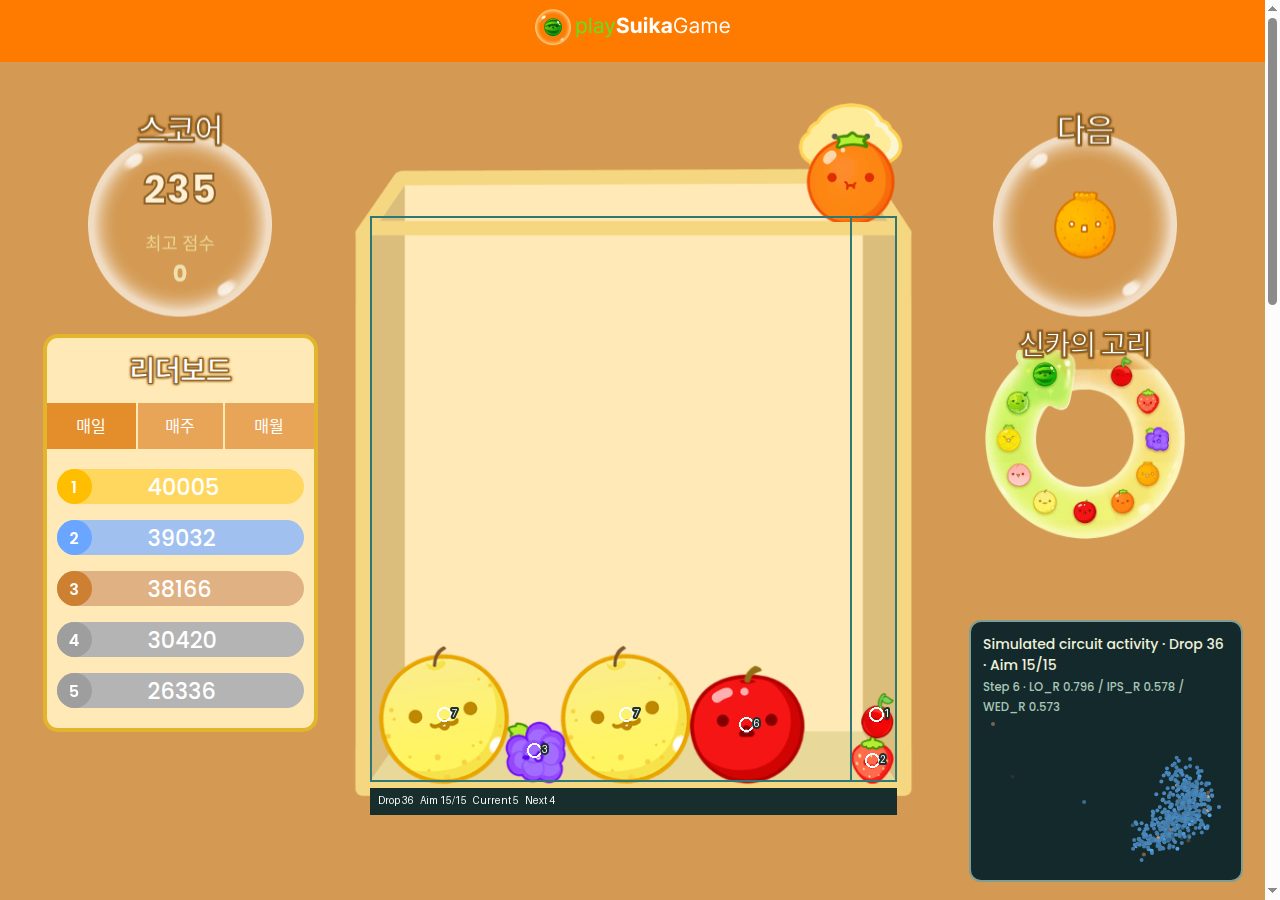 playSuikaGame
스코어
235
최고 점수
0
다음
신카의 고리
리더보드
매일 매주 매월
1 40005
2 39032
3 38166
4 30420
5 26336
7
3
7
6
1
2
Drop 36 Aim 15/15 Current 5 Next 4
Simulated circuit activity · Drop 36
· Aim 15/15
Step 6 · LO_R 0.796 / IPS_R 0.578 /
WED_R 0.573